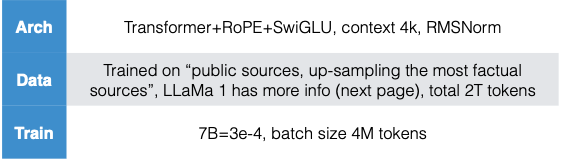 Arch
Transformer+RoPE+SwiGLU, context 4k, RMSNorm
Data
Trained on “public sources, up-sampling the most factual
sources”, LLaMa 1 has more info (next page), total 2T tokens
Train
7B=3e-4, batch size 4M tokens